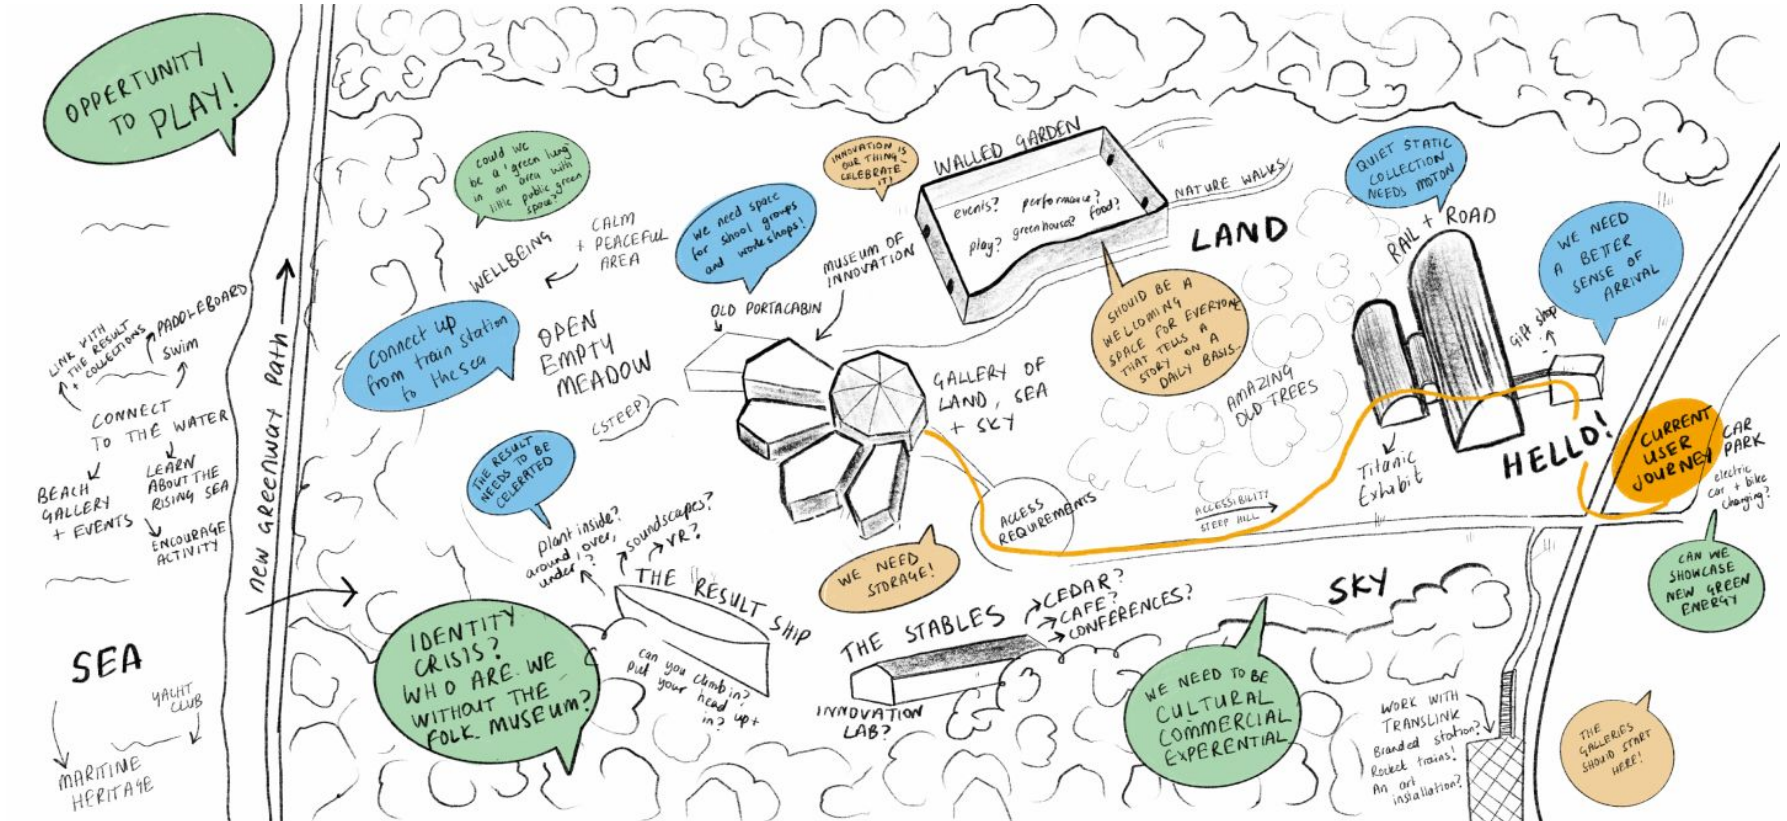 OPPERTUNITY
TO PLAY!
could we
be a 'green lung'
in an area with
little public green
space?
WELLBEING
CALM
+ PEACEFUL
AREA
we need space
for shool groups
and workshops!
INNOVATION IS
OUR THING -
CELEBRATE
IT!
MUSEUM OF
INNOVATION
WALLED GARDEN
events? performance?
play? greenhouse? food?
NATURE WALKS
LAND
QUIET STATIC
COLLECTION
NEEDS MOTON
RAIL + ROAD
WE NEED
A BETTER
SENSE OF
ARRIVAL
Gift shop
SHOULD BE A
WELCOMING
SPACE FOR EVERYONE
THAT TELLS A
STORY ON A
DAILY BASIS..
AMAZING
OLD TREES
OLD PORTACABIN
Connect up
from train station
to the sea
OPEN
EMPTY
MEADOW
(STEEP)
GALLERY OF
LAND, SEA
+ SKY
LINK WITH
THE RESULT
+ COLLECTIONS
PADDLEBOARD
Swim
CONNECT
TO THE WATER
BEACH
GALLERY
+ EVENTS
LEARN
ABOUT THE
RISING SEA
ENCOURAGE
ACTIVITY
new Greenway Path
THE RESULT
NEEDS TO BE
CELERATED
plant inside?
around, over,
under?
soundscapes?
VR?
THE RESULT SHIP
can you climb in?
put your head up +
in?
WE NEED
STORAGE!
ACCESS
REQUIREMENTS
ACCESSIBILITY
STEEP HILL
Titanic
Exhibit
HELLO!
CURRENT
USER
JOURNEY
CAR
PARK
electric
car + bike
charging?
CAN WE
SHOWCASE
NEW GREEN
ENERGY
SKY
THE STABLES
CEDAR?
CAFE?
CONFERENCES?
INNOVATION
LAB?
WE NEED TO BE
CULTURAL
COMMERCIAL
EXPERENTIAL
IDENTITY
CRISIS?
WHO ARE WE
WITHOUT THE
FOLK MUSEUM?
SEA
YACHT
CLUB
MARITINE
HERITAGE
WORK WITH
TRANSLINK
Branded station?
Rocket trains!
An art
installation?
THE
GALLERIES
SHOULD START
HERE!